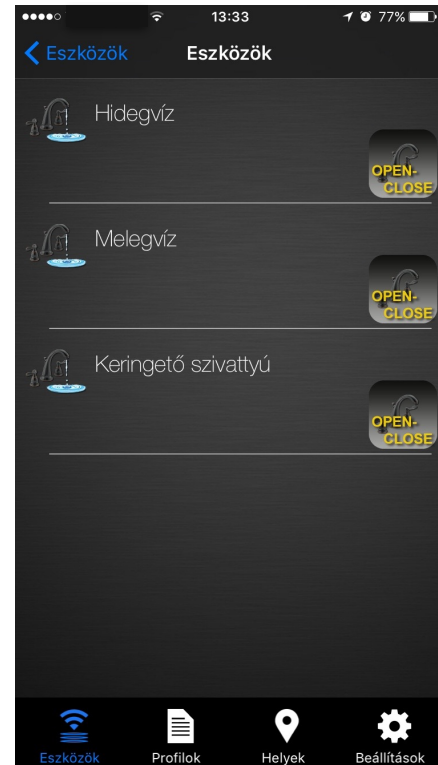 13:33
77%
Eszközök
Eszközök
Hidegvíz
OPEN-
CLOSE
Melegvíz
OPEN-
CLOSE
Keringető szivattyú
OPEN-
CLOSE
Eszközök
Profilok
Helyek
Beállítások